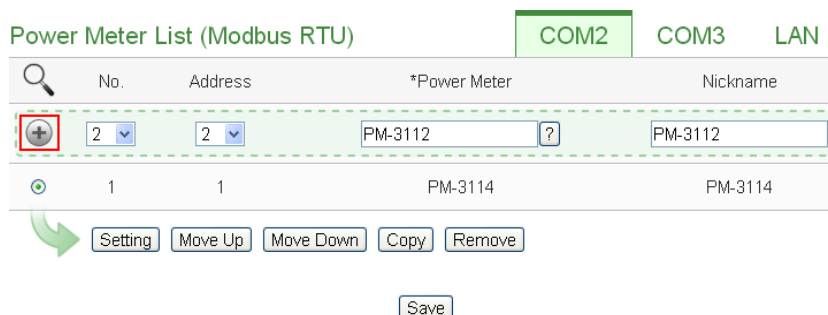 Power Meter List (Modbus RTU) COM2 COM3 LAN
No. Address *Power Meter Nickname
2 2 PM-3112 ? PM-3112
1 1 PM-3114 PM-3114
Setting Move Up Move Down Copy Remove
Save